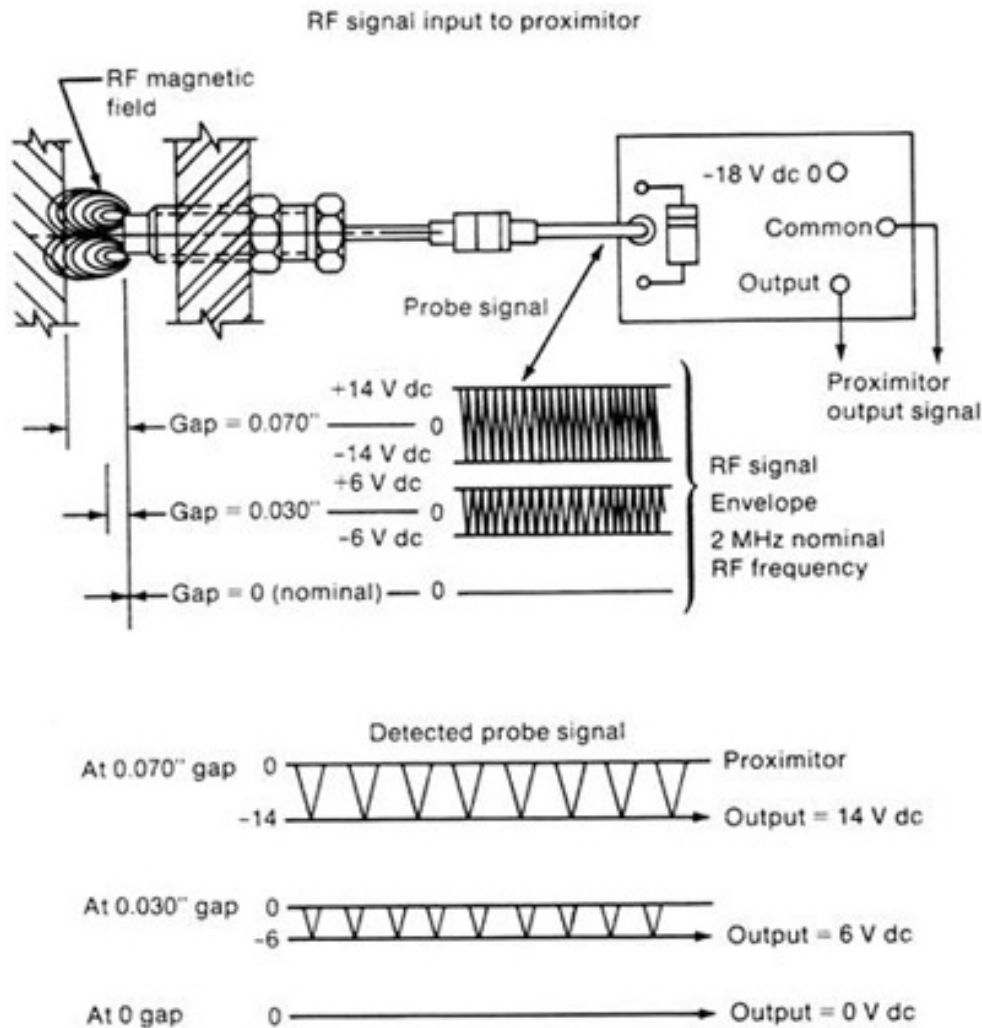 RF signal input to proximitor
RF magnetic
field
-18 V dc 0
Common
Output
Probe signal
Proximitor
output signal
+14 V dc
Gap = 0.070" 0
-14 V dc
+6 V dc
Gap = 0.030" 0
-6 V dc
Gap = 0 (nominal) 0
RF signal
Envelope
2 MHz nominal
RF frequency
Detected probe signal
At 0.070" gap 0 Proximitor
-14 Output = 14 V dc
At 0.030" gap 0
-6 Output = 6 V dc
At 0 gap 0 Output = 0 V dc